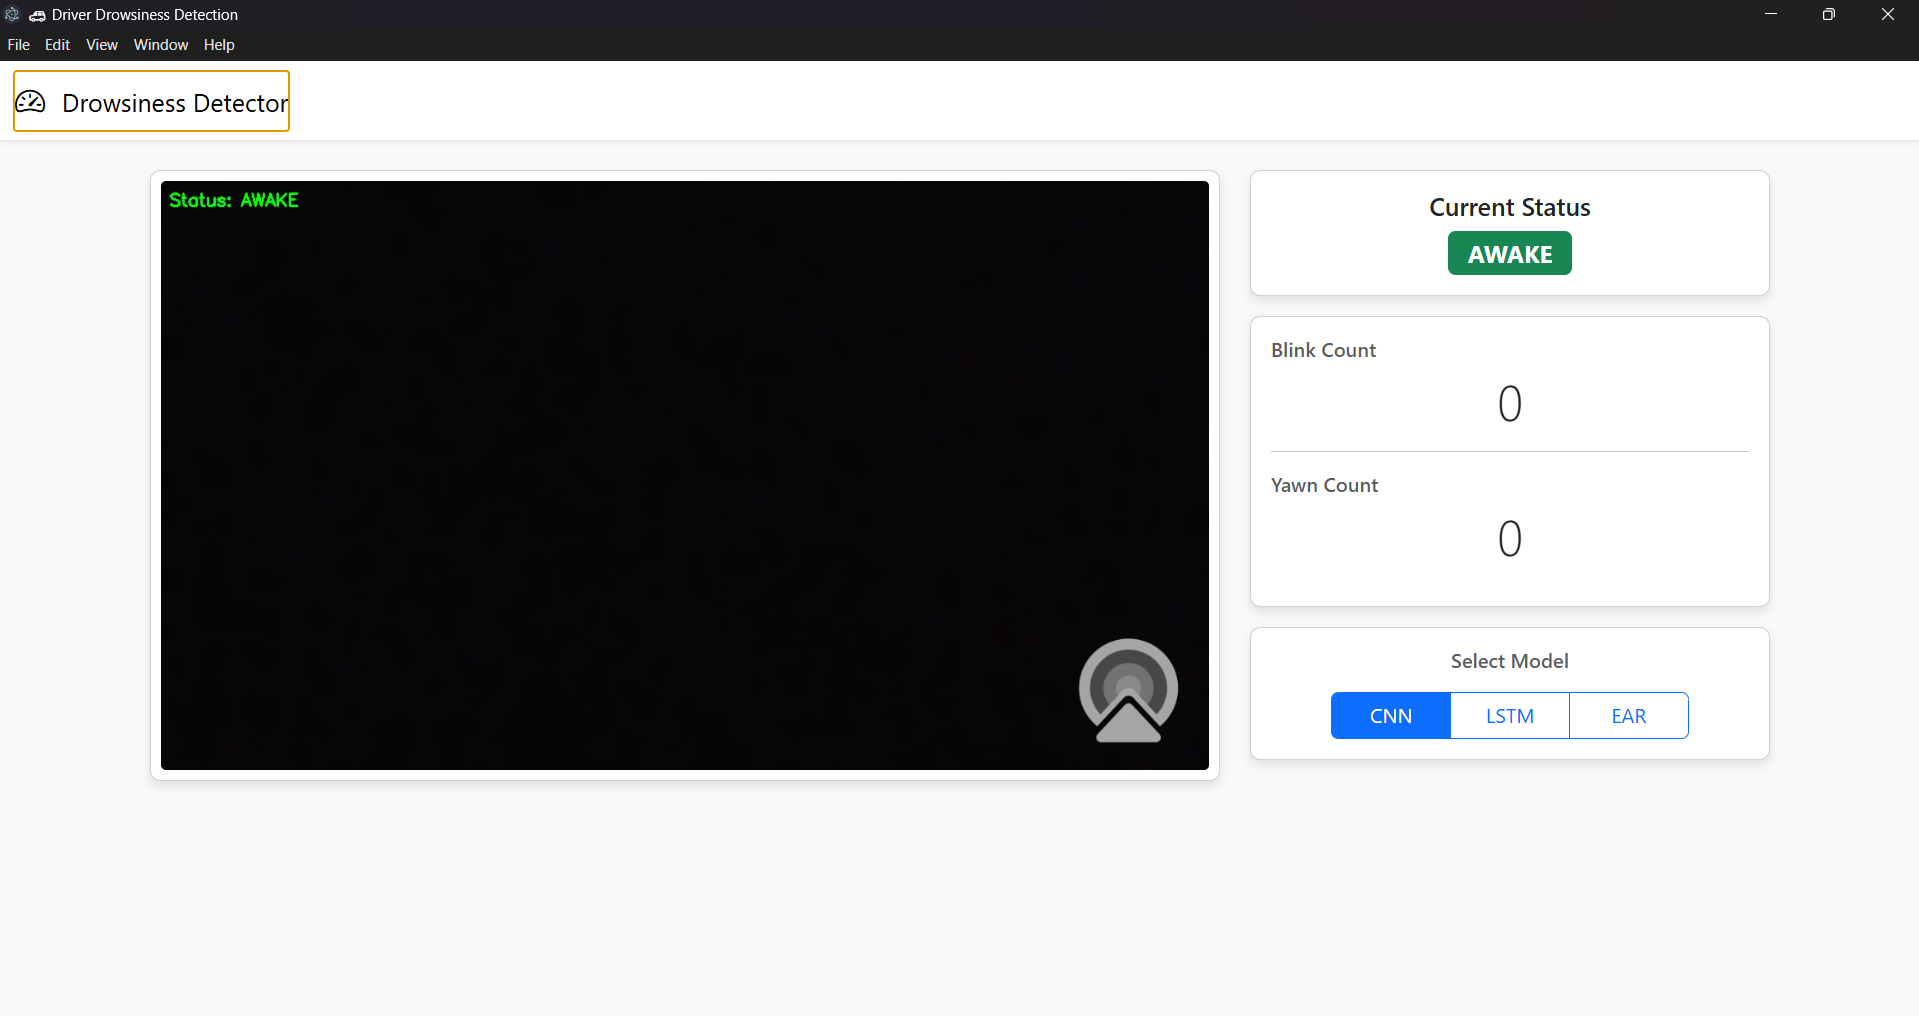 Driver Drowsiness Detection
File Edit View Window Help
Drowsiness Detector
Status: AWAKE
Current Status
AWAKE
Blink Count
0
Yawn Count
0
Select Model
CNN LSTM EAR